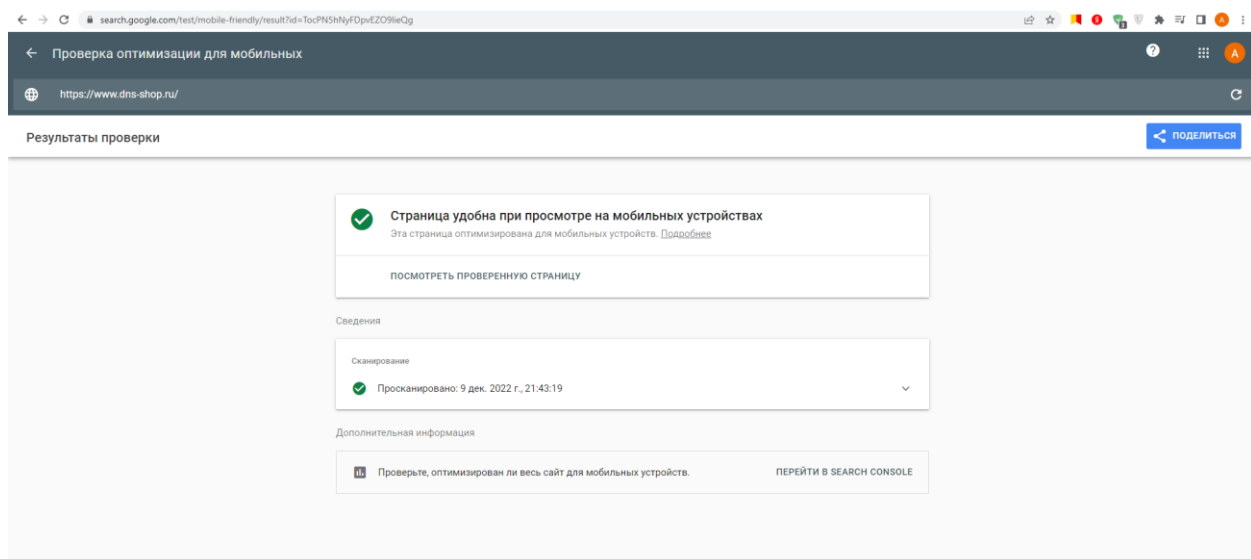 search.google.com/test/mobile-friendly/result?id=TocPN5hNyFDpvEZO9IieQg
Проверка оптимизации для мобильных
A
https://www.dns-shop.ru/
Результаты проверки
ПОДЕЛИТЬСЯ
Страница удобна при просмотре на мобильных устройствах
Эта страница оптимизирована для мобильных устройств. Подробнее
ПОСМОТРЕТЬ ПРОВЕРЕННУЮ СТРАНИЦУ
Сведения
Сканирование
Просканировано: 9 дек. 2022 г., 21:43:19
Дополнительная информация
Проверьте, оптимизирован ли весь сайт для мобильных устройств.
ПЕРЕЙТИ В SEARCH CONSOLE